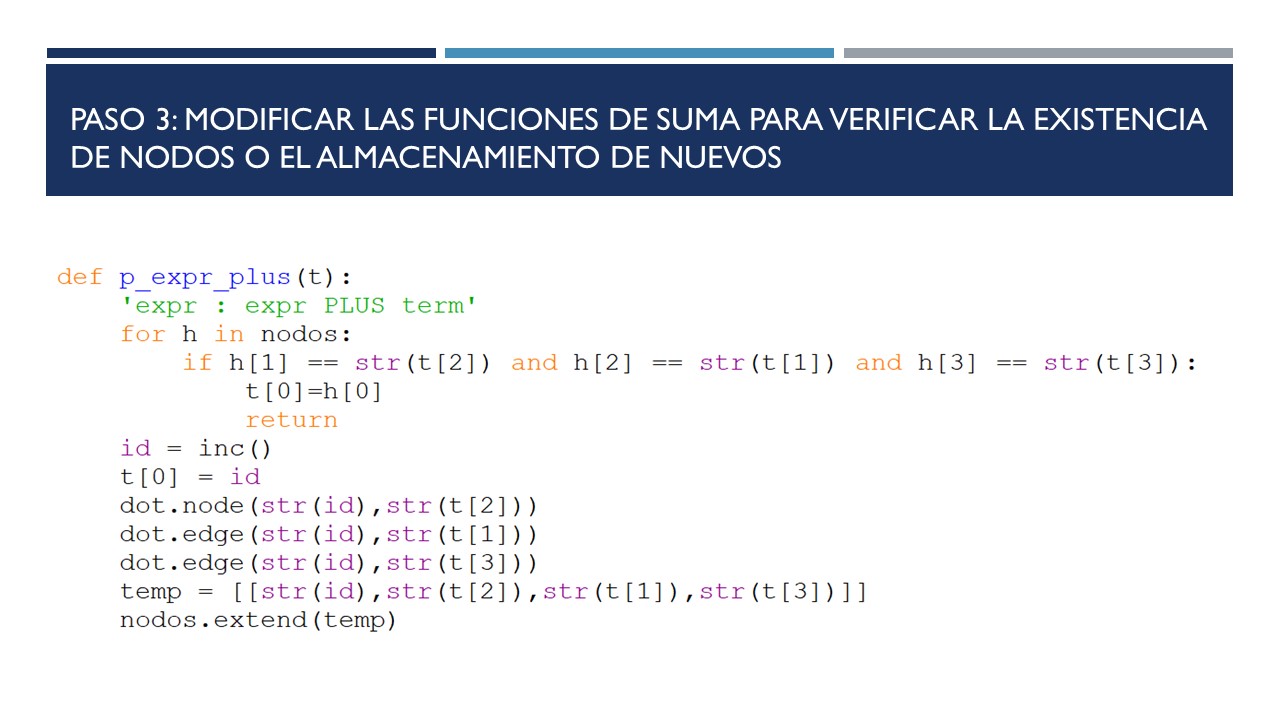 PASO 3: MODIFICAR LAS FUNCIONES DE SUMA PARA VERIFICAR LA EXISTENCIA
DE NODOS O EL ALMACENAMIENTO DE NUEVOS
def p_expr_plus(t):
    'expr : expr PLUS term'
    for h in nodos:
        if h[1] == str(t[2]) and h[2] == str(t[1]) and h[3] == str(t[3]):
            t[0]=h[0]
            return
    id = inc()
    t[0] = id
    dot.node(str(id),str(t[2]))
    dot.edge(str(id),str(t[1]))
    dot.edge(str(id),str(t[3]))
    temp = [[str(id),str(t[2]),str(t[1]),str(t[3])]]
    nodos.extend(temp)